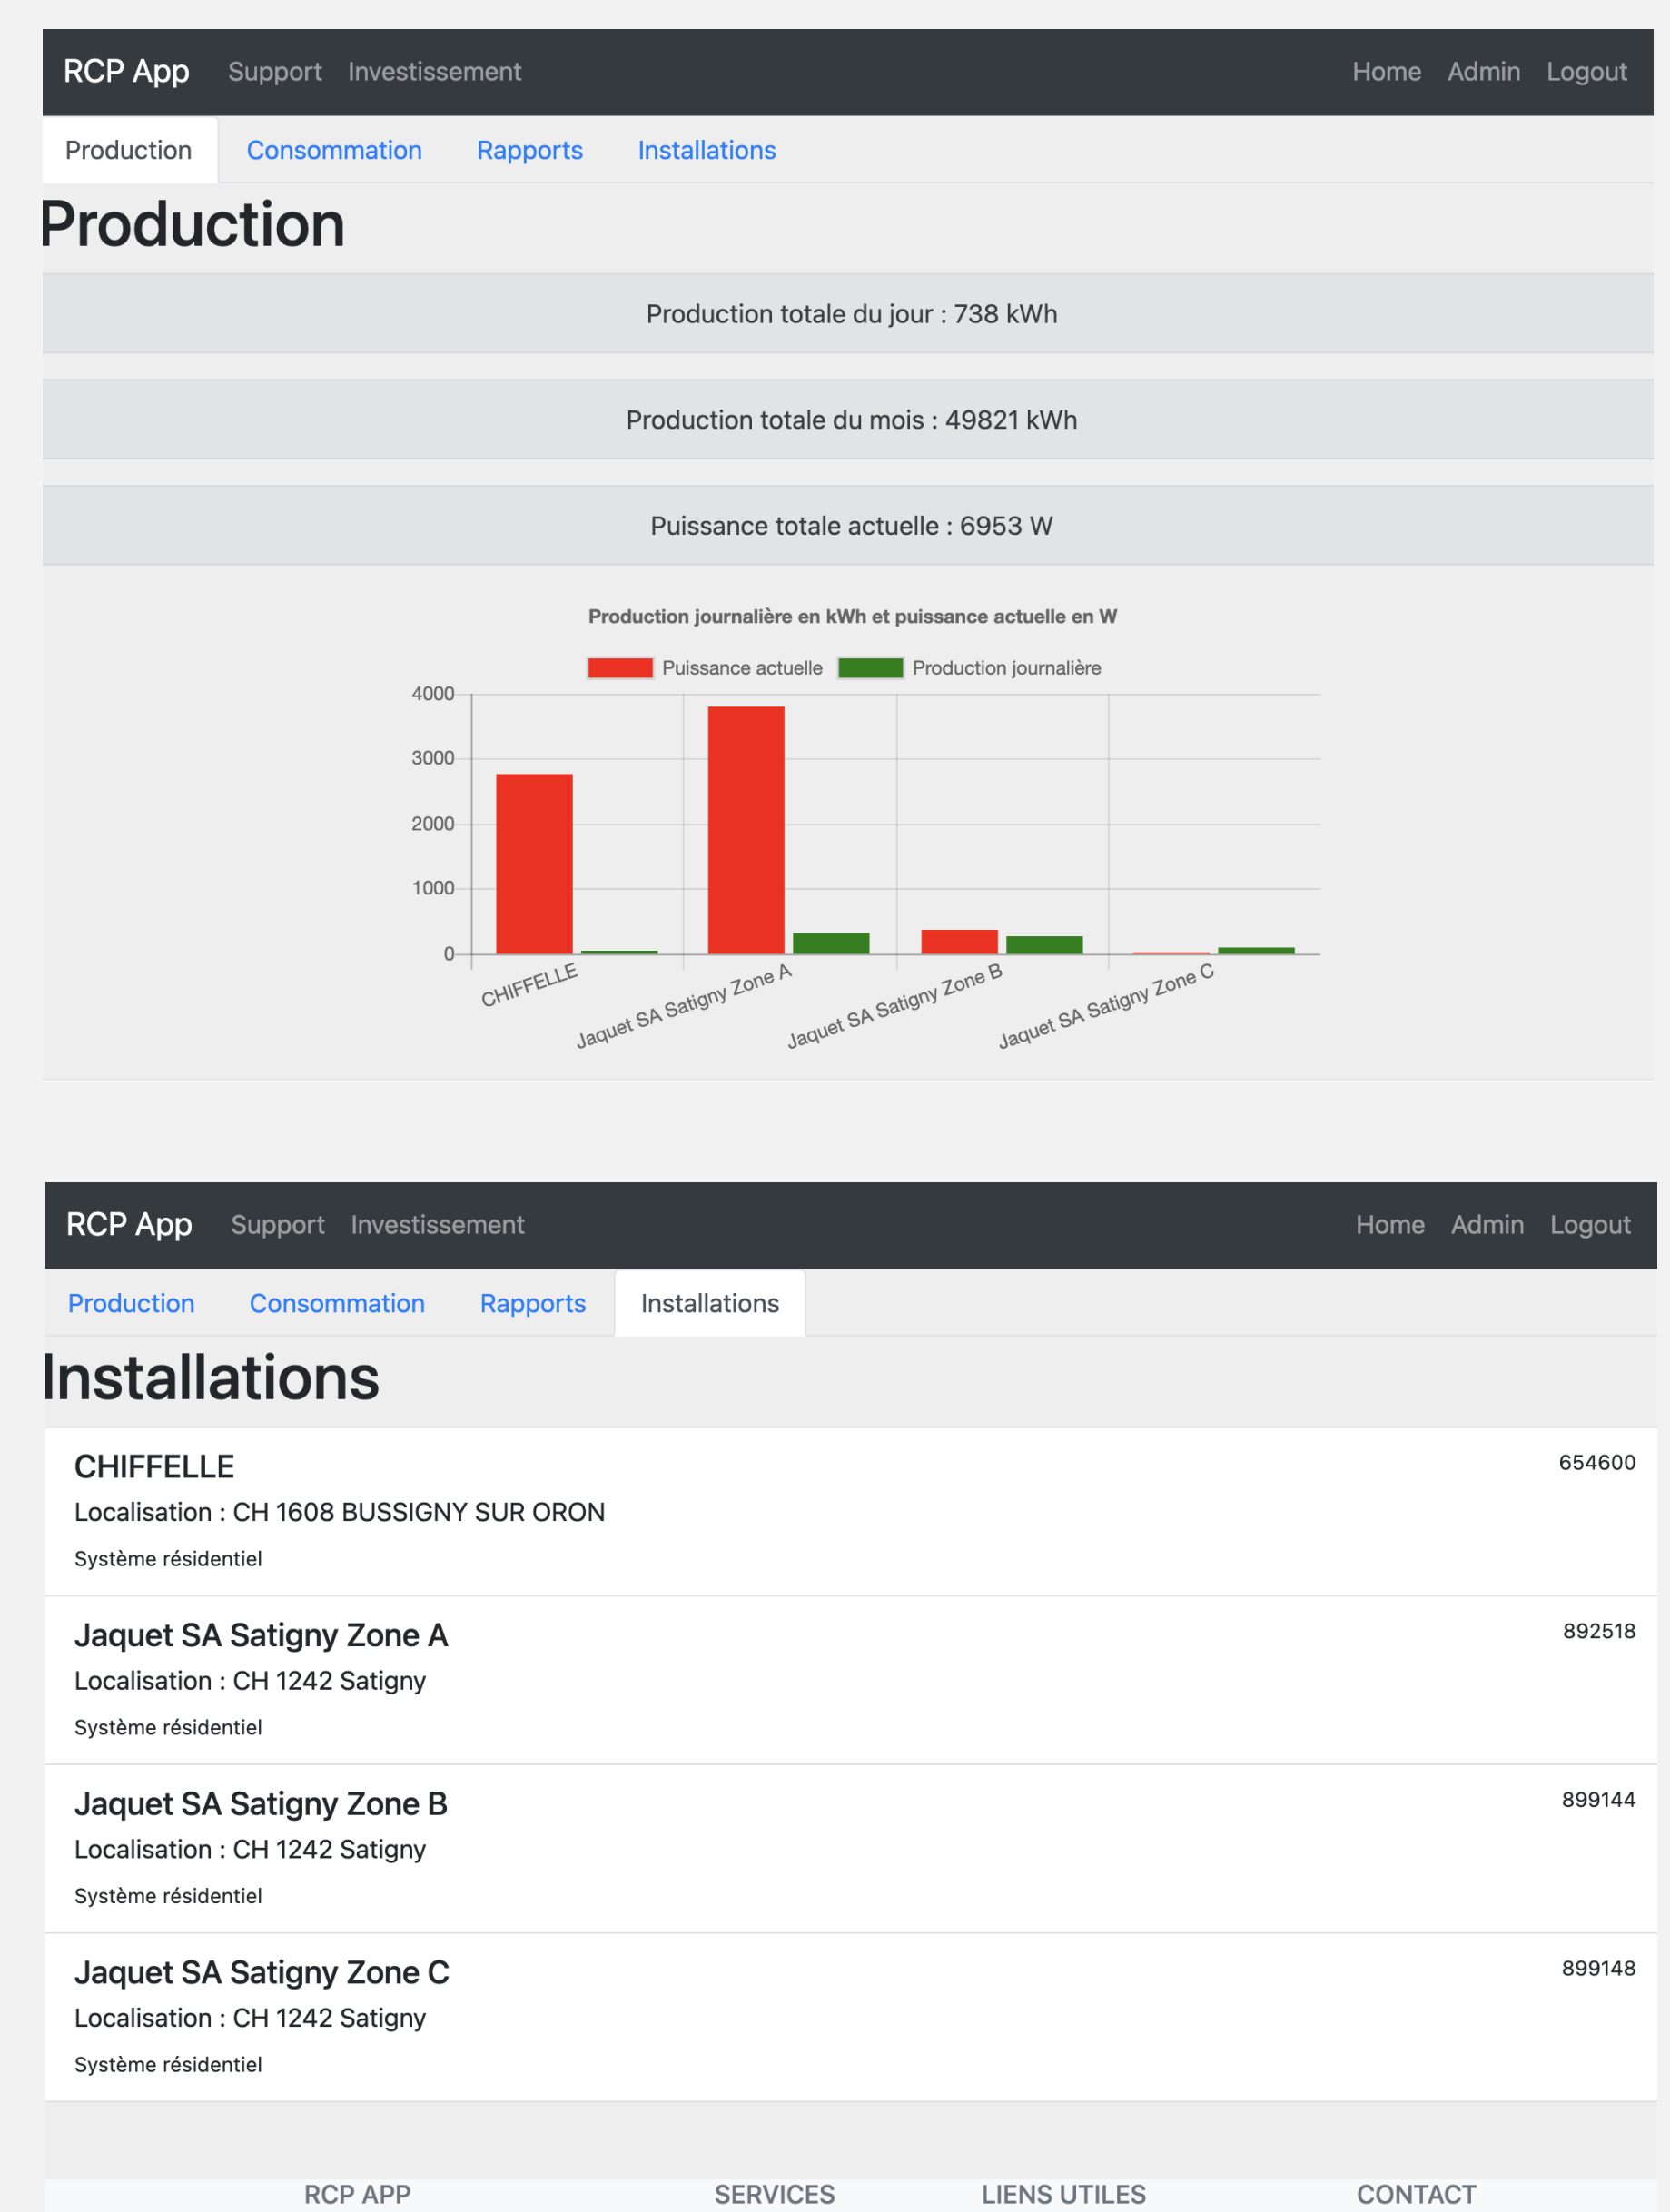 RCP App Support Investissement Home Admin Logout
Production Consommation Rapports Installations
Production
Production totale du jour : 738 kWh
Production totale du mois : 49821 kWh
Puissance totale actuelle : 6953 W
Production journalière en kWh et puissance actuelle en W
Puissance actuelle Production journalière
4000
3000
2000
1000
0
CHIFFELLE
Jaquet SA Satigny Zone A
Jaquet SA Satigny Zone B
Jaquet SA Satigny Zone C
RCP App Support Investissement Home Admin Logout
Production Consommation Rapports Installations
Installations
CHIFFELLE 654600
Localisation : CH 1608 BUSSIGNY SUR ORON
Système résidentiel
Jaquet SA Satigny Zone A 892518
Localisation : CH 1242 Satigny
Système résidentiel
Jaquet SA Satigny Zone B 899144
Localisation : CH 1242 Satigny
Système résidentiel
Jaquet SA Satigny Zone C 899148
Localisation : CH 1242 Satigny
Système résidentiel
RCP APP SERVICES LIENS UTILES CONTACT